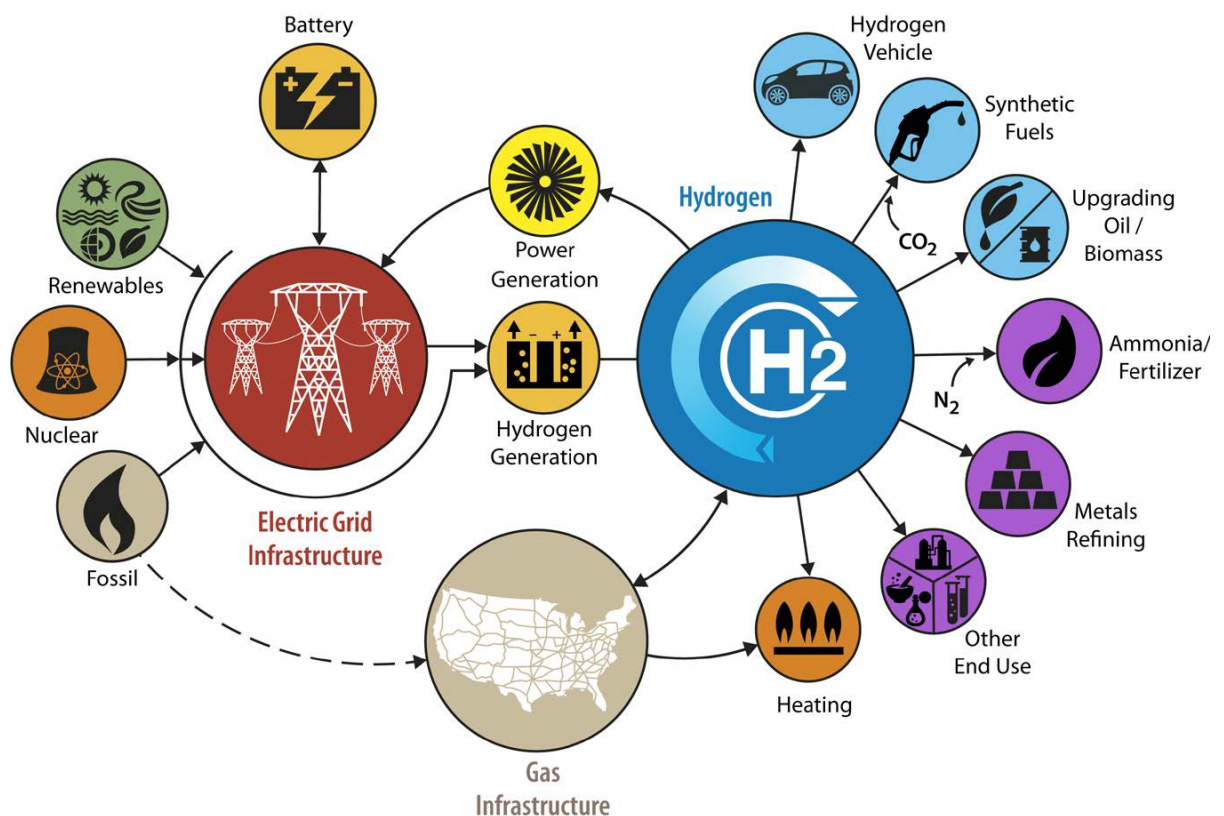 Battery
Hydrogen
Vehicle
Synthetic
Fuels
Renewables
Power
Generation
Hydrogen
CO₂
Upgrading
Oil /
Biomass
Nuclear
Hydrogen
Generation
H2
N₂
Ammonia/
Fertilizer
Fossil
Electric Grid
Infrastructure
Metals
Refining
Other
End Use
Heating
Gas
Infrastructure
+ -
- +